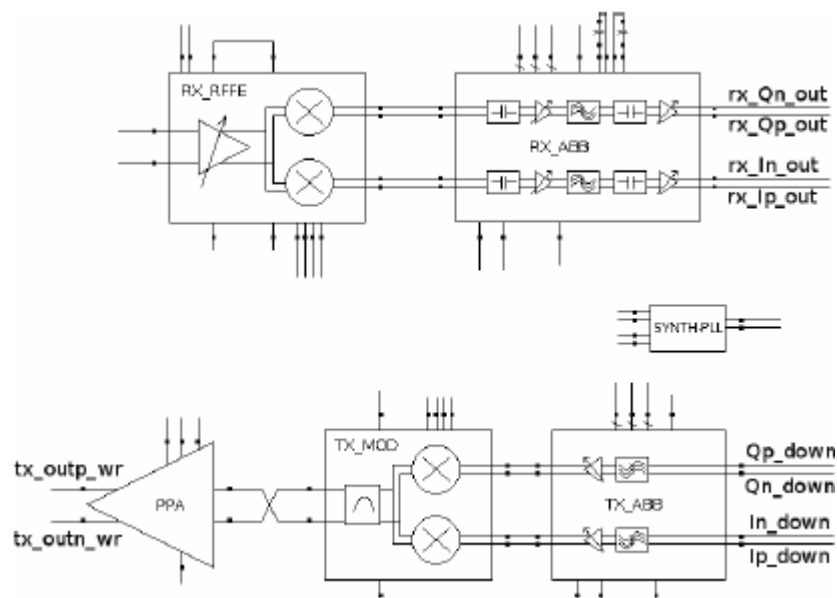 RX_RFFE
rx_Qn_out
rx_Qp_out
RX_ABB
rx_In_out
rx_Ip_out
SYNTH-PLL
TX_MOD
Qp_down
tx_outp_wr
Qn_down
PPA
TX_ABB
In_down
tx_outn_wr
Ip_down